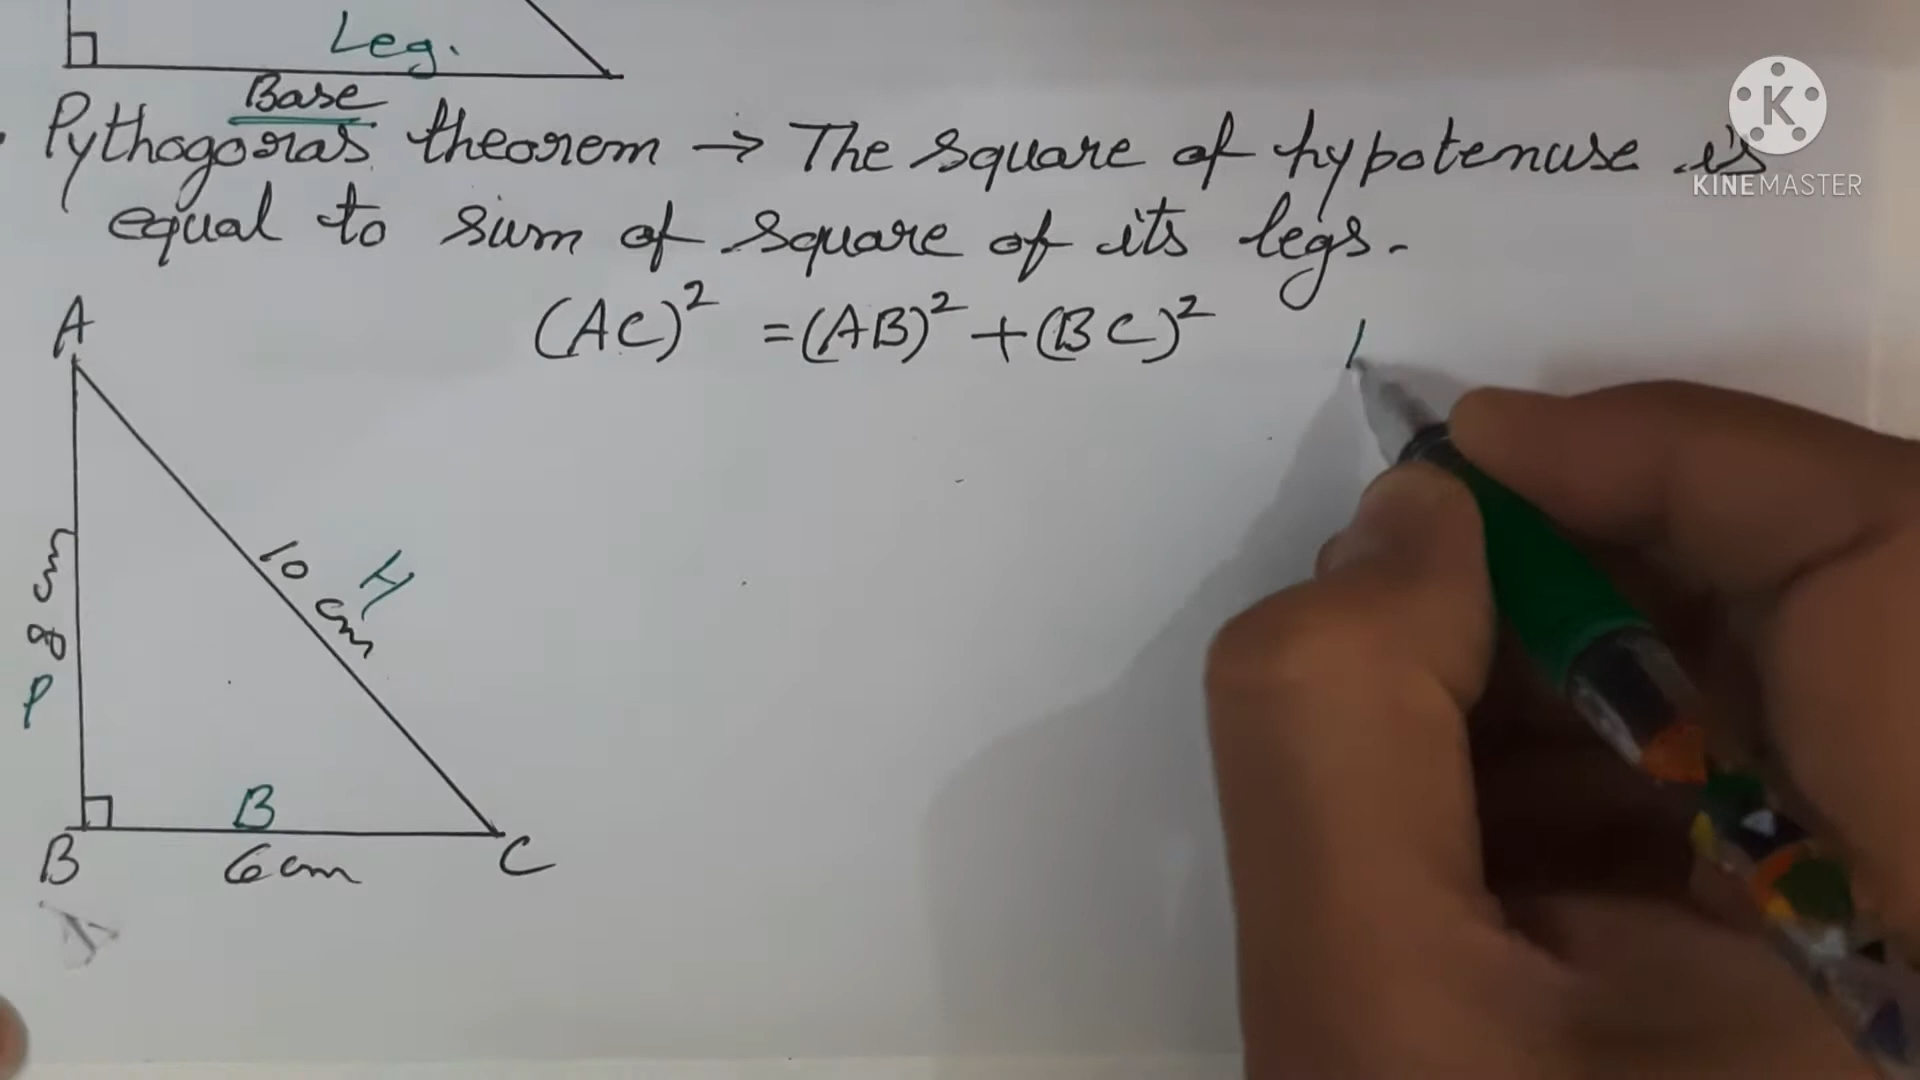 Leg.
Base
Pythogoras theorem → The square of hypotenuse is
equal to sum of square of its legs.
(AC)² = (AB)² + (BC)²
A
10 cm
H
8 cm
P
B
B
6 cm
C
K
KINEMASTER